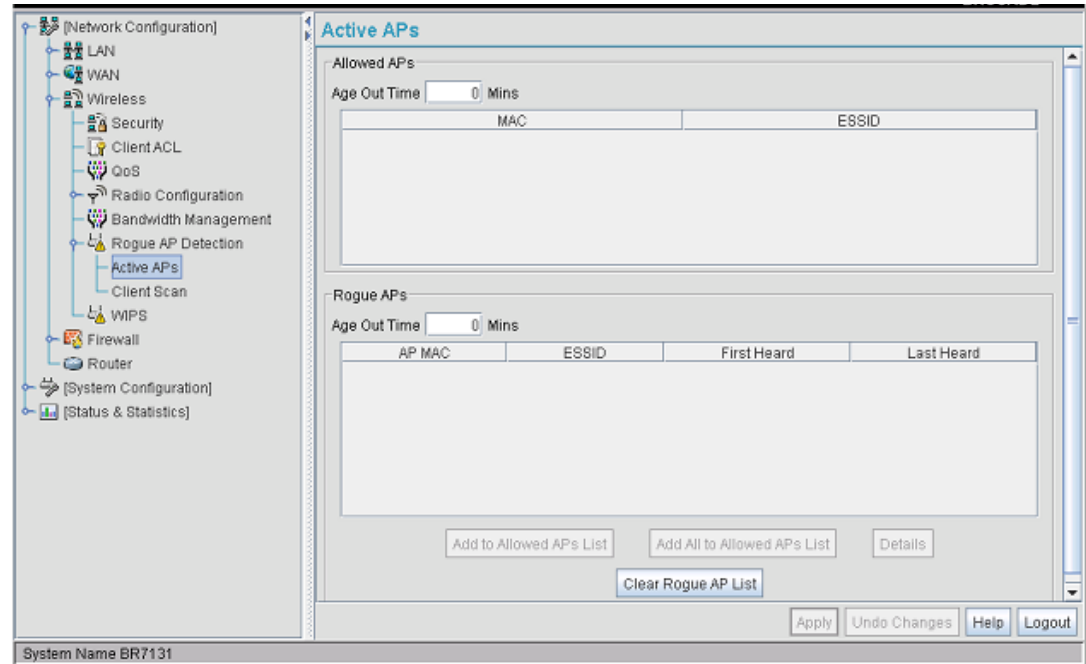 [Network Configuration]
LAN
WAN
Wireless
Security
Client ACL
QoS
Radio Configuration
Bandwidth Management
Rogue AP Detection
Active APs
Client Scan
WIPS
Firewall
Router
[System Configuration]
[Status & Statistics]
Active APs
Allowed APs
Age Out Time 0 Mins
MAC ESSID
Rogue APs
Age Out Time 0 Mins
AP MAC ESSID First Heard Last Heard
Add to Allowed APs List Add All to Allowed APs List Details
Clear Rogue AP List
Apply Undo Changes Help Logout
System Name BR7131